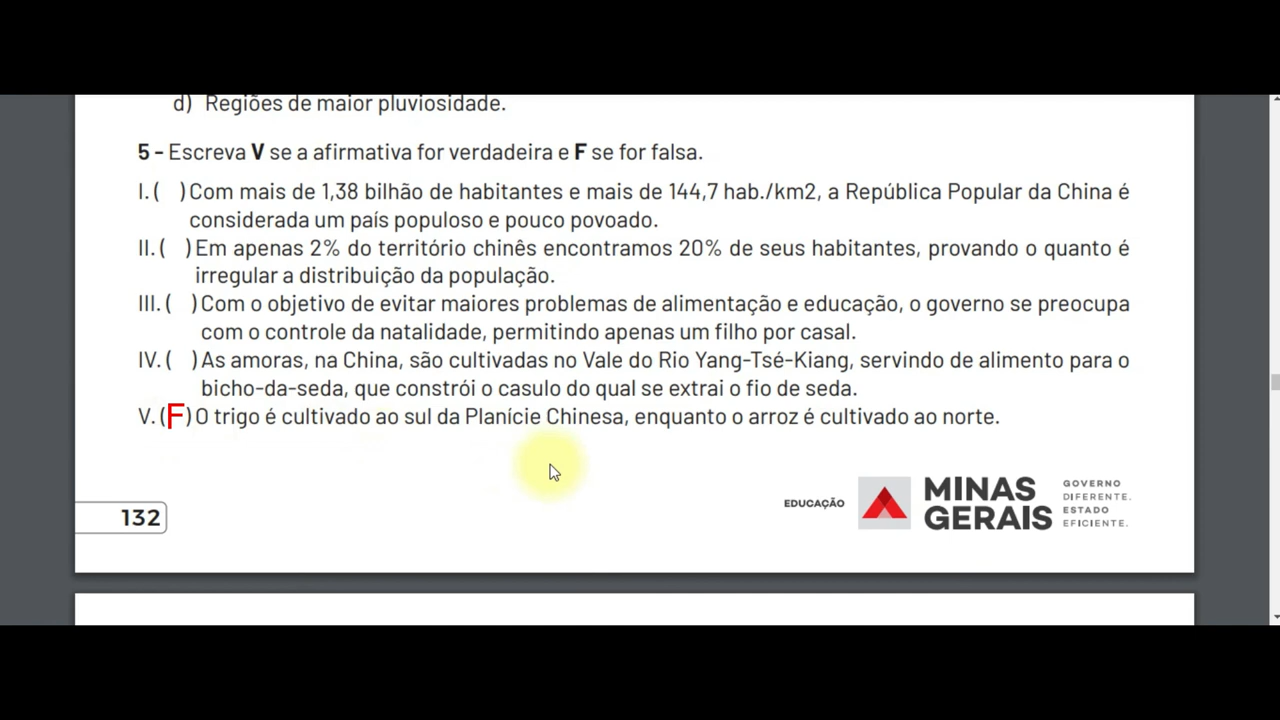 d) Regiões de maior pluviosidade.
5 - Escreva V se a afirmativa for verdadeira e F se for falsa.
I. (   ) Com mais de 1,38 bilhão de habitantes e mais de 144,7 hab./km2, a República Popular da China é
considerada um país populoso e pouco povoado.
II. (   ) Em apenas 2% do território chinês encontramos 20% de seus habitantes, provando o quanto é
irregular a distribuição da população.
III. (   ) Com o objetivo de evitar maiores problemas de alimentação e educação, o governo se preocupa
com o controle da natalidade, permitindo apenas um filho por casal.
IV. (   ) As amoras, na China, são cultivadas no Vale do Rio Yang-Tsé-Kiang, servindo de alimento para o
bicho-da-seda, que constrói o casulo do qual se extrai o fio de seda.
V. (F) O trigo é cultivado ao sul da Planície Chinesa, enquanto o arroz é cultivado ao norte.
132
EDUCAÇÃO
MINAS
GERAIS
GOVERNO
DIFERENTE.
ESTADO
EFICIENTE.